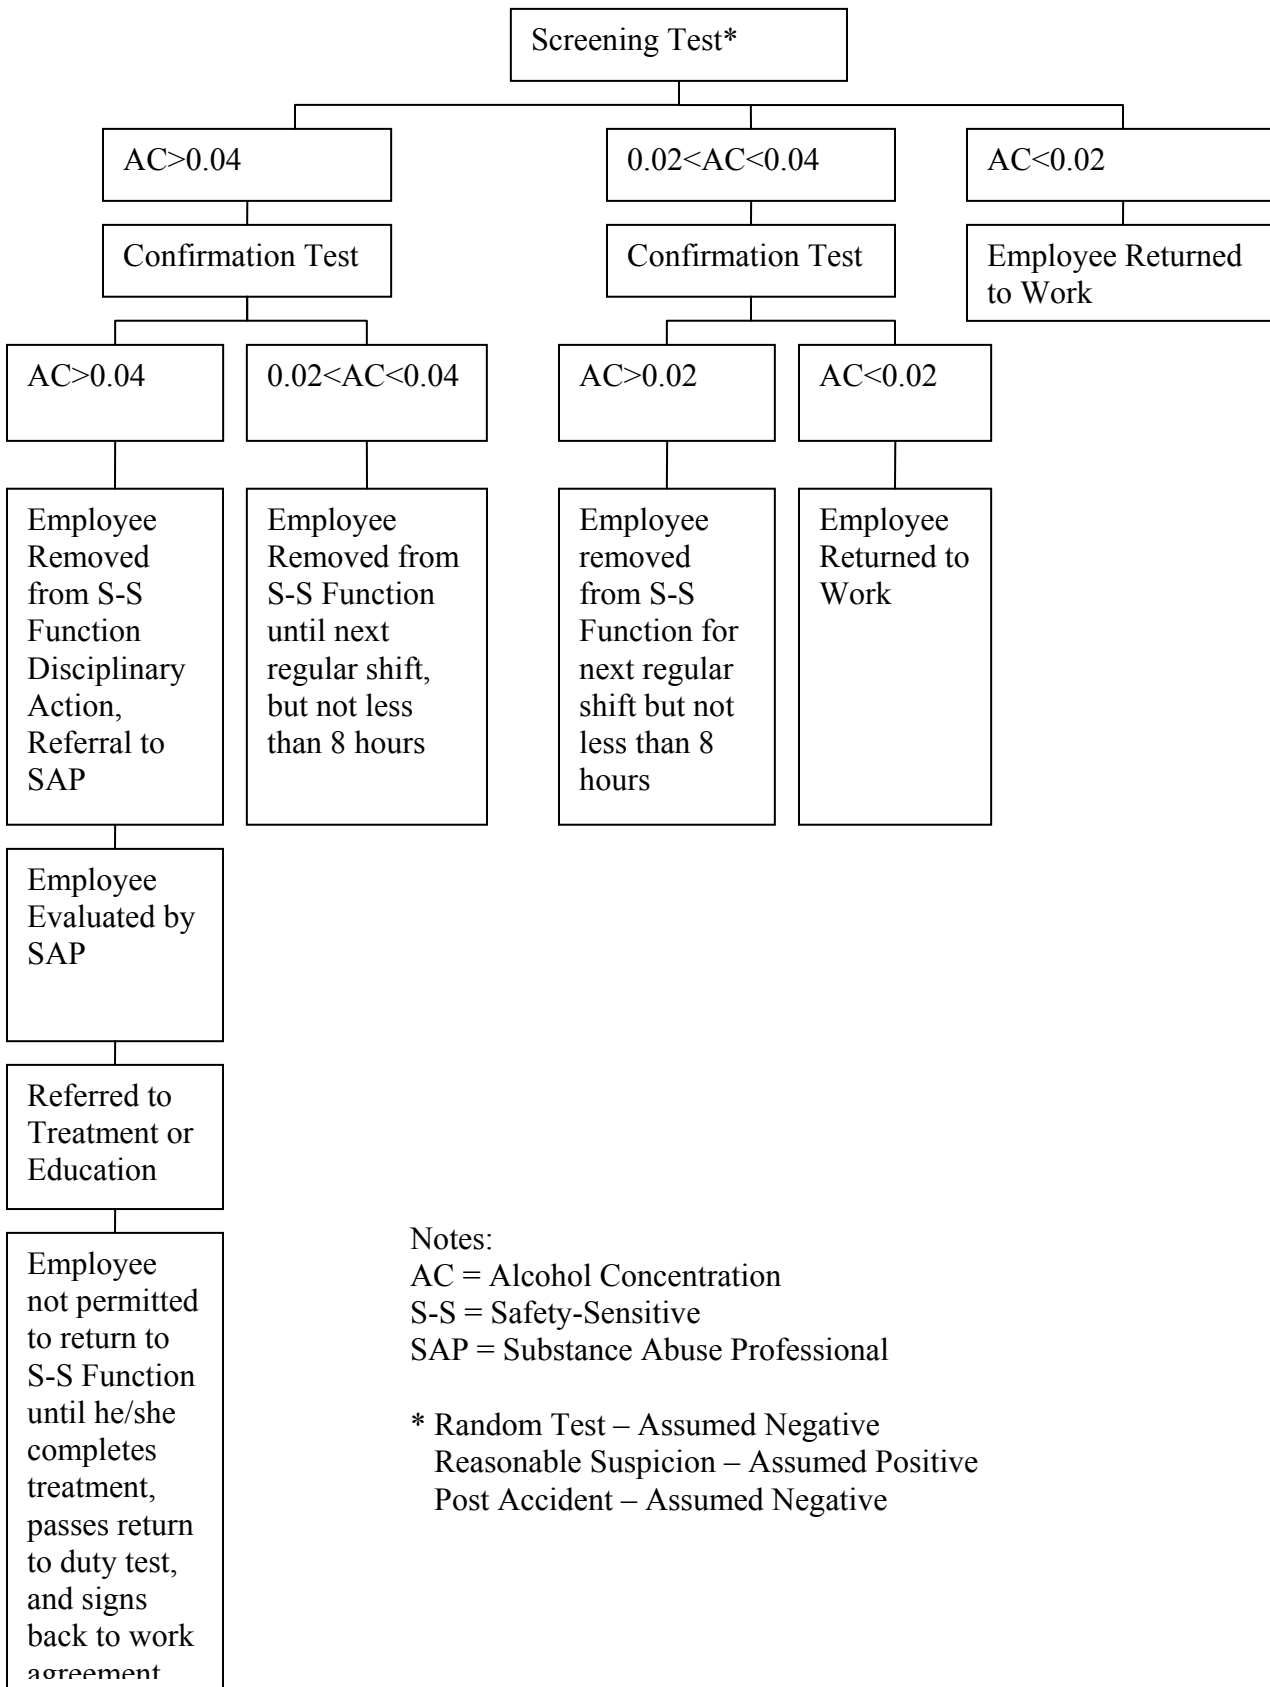 Screening Test*
AC>0.04
0.02<AC<0.04
AC<0.02
Confirmation Test
Confirmation Test
Employee Returned
to Work
AC>0.04
0.02<AC<0.04
AC>0.02
AC<0.02
Employee
Removed
from S-S
Function
Disciplinary
Action,
Referral to
SAP
Employee
Removed from
S-S Function
until next
regular shift,
but not less
than 8 hours
Employee
removed
from S-S
Function for
next regular
shift but not
less than 8
hours
Employee
Returned to
Work
Employee
Evaluated by
SAP
Referred to
Treatment or
Education
Employee
not permitted
to return to
S-S Function
until he/she
completes
treatment,
passes return
to duty test,
and signs
back to work
agreement
Notes:
AC = Alcohol Concentration
S-S = Safety-Sensitive
SAP = Substance Abuse Professional
* Random Test – Assumed Negative
Reasonable Suspicion – Assumed Positive
Post Accident – Assumed Negative